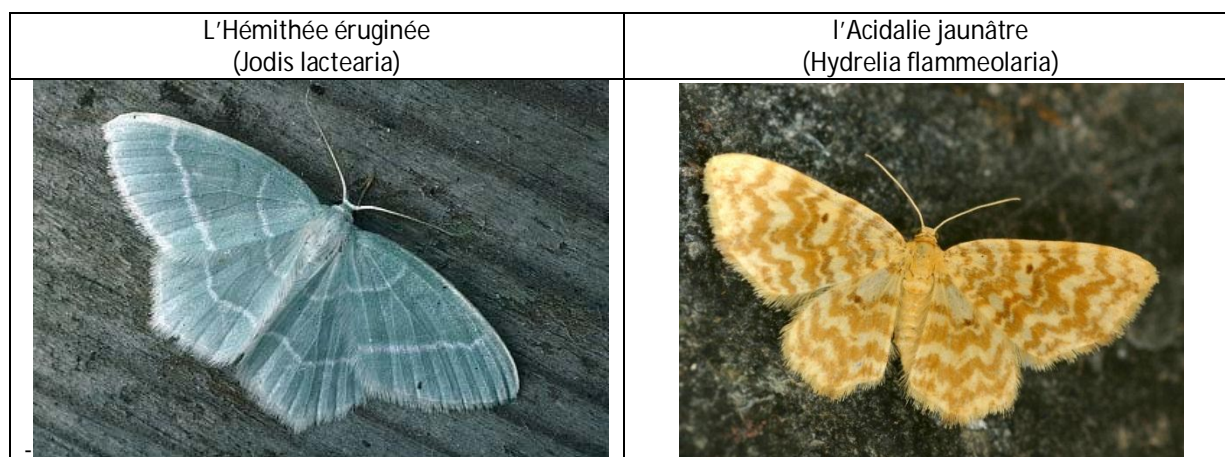 L'Hémithée éruginée
(Jodis lactearia)
l'Acidalie jaunâtre
(Hydrelia flammeolaria)
-